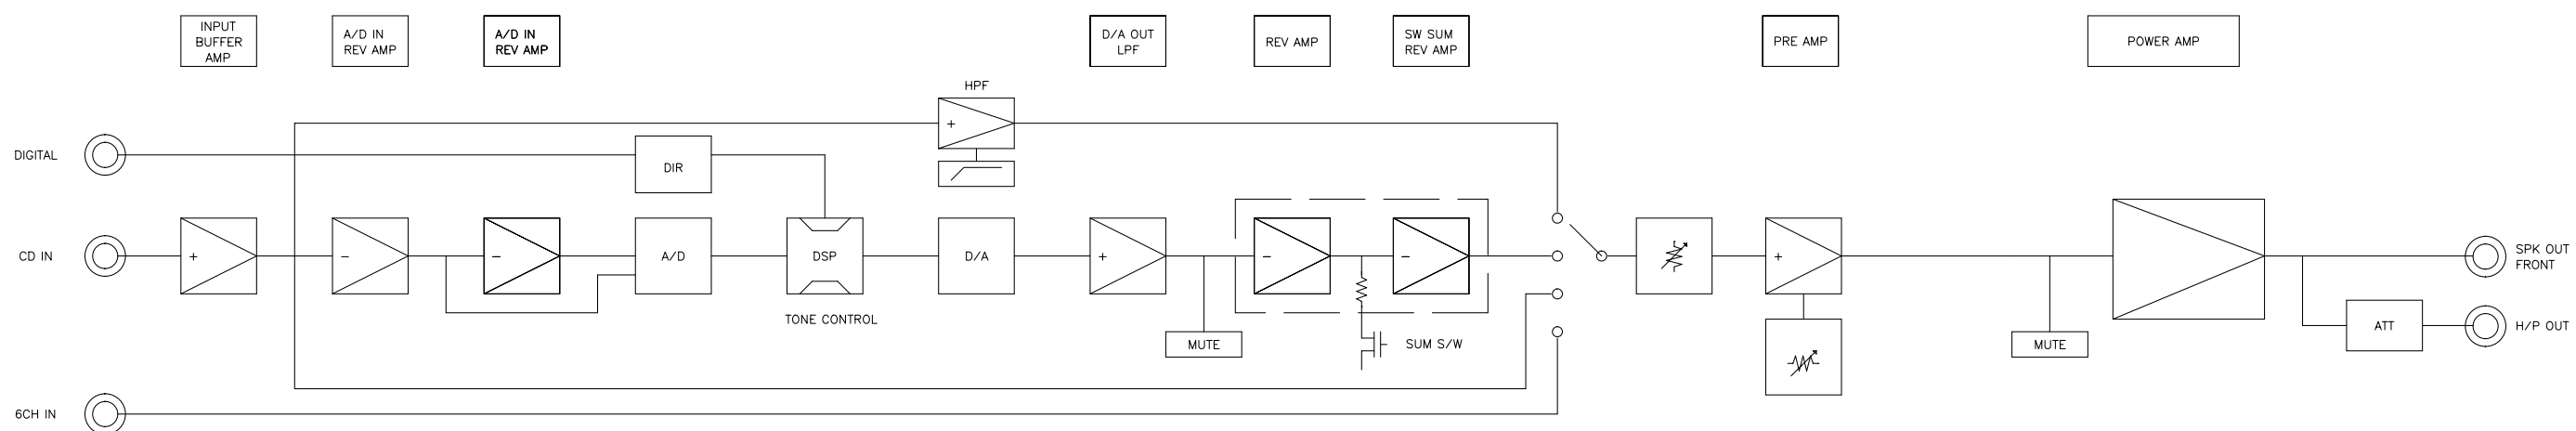 INPUT
BUFFER
AMP
A/D IN
REV AMP
A/D IN
REV AMP
D/A OUT
LPF
REV AMP
SW SUM
REV AMP
PRE AMP
POWER AMP
HPF
+
DIGITAL
DIR
CD IN
+
−
−
A/D
DSP
D/A
+
−
−
+
SPK OUT
FRONT
TONE CONTROL
MUTE
SUM S/W
MUTE
ATT
H/P OUT
6CH IN